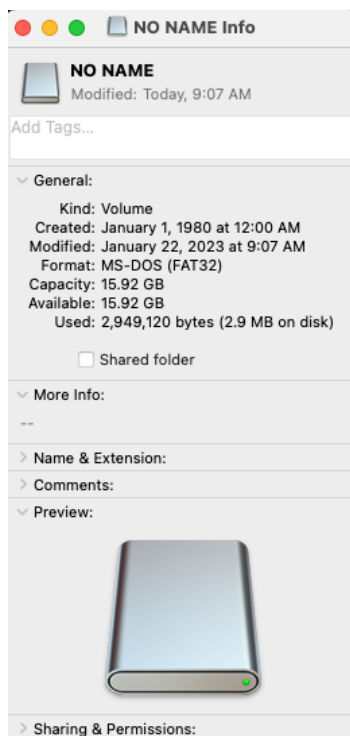 NO NAME Info
NO NAME
Modified: Today, 9:07 AM
Add Tags...
General:
Kind: Volume
Created: January 1, 1980 at 12:00 AM
Modified: January 22, 2023 at 9:07 AM
Format: MS-DOS (FAT32)
Capacity: 15.92 GB
Available: 15.92 GB
Used: 2,949,120 bytes (2.9 MB on disk)
Shared folder
More Info:
--
Name & Extension:
Comments:
Preview:
Sharing & Permissions: